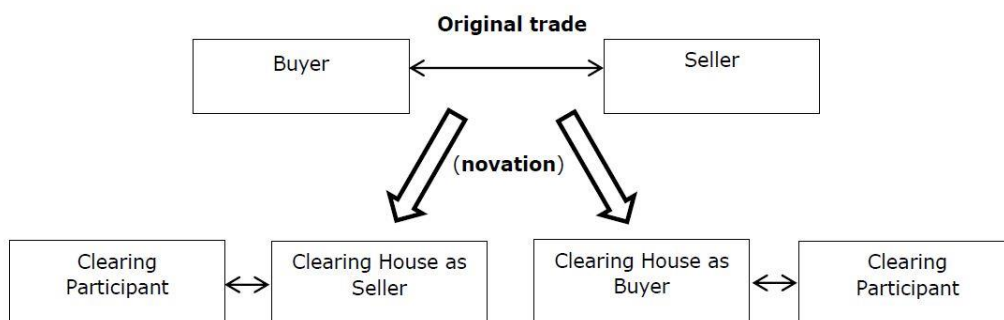 Original trade
Buyer
Seller
(novation)
Clearing
Participant
Clearing House as
Seller
Clearing House as
Buyer
Clearing
Participant